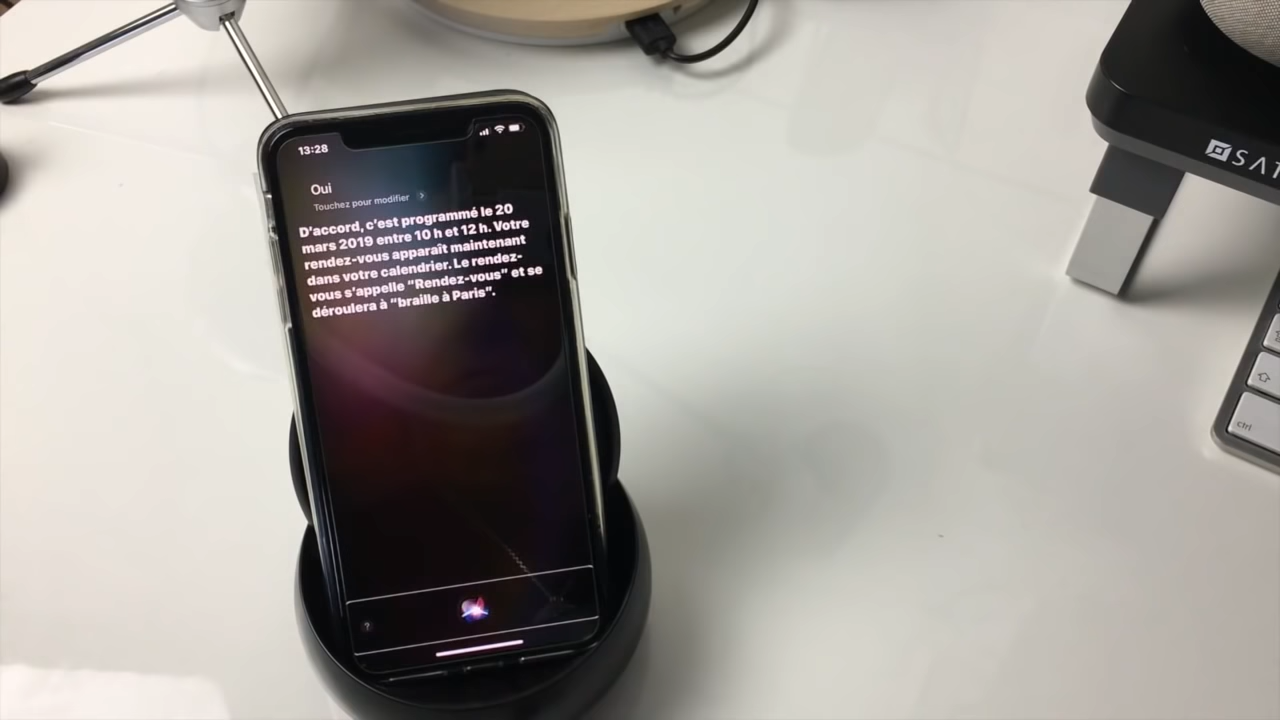 13:28
Oui
Touchez pour modifier >
D'accord, c'est programmé le 20
mars 2019 entre 10 h et 12 h. Votre
rendez-vous apparaît maintenant
dans votre calendrier. Le rendez-
vous s'appelle "Rendez-vous" et se
déroulera à "braille à Paris".
?
SAT
ctrl